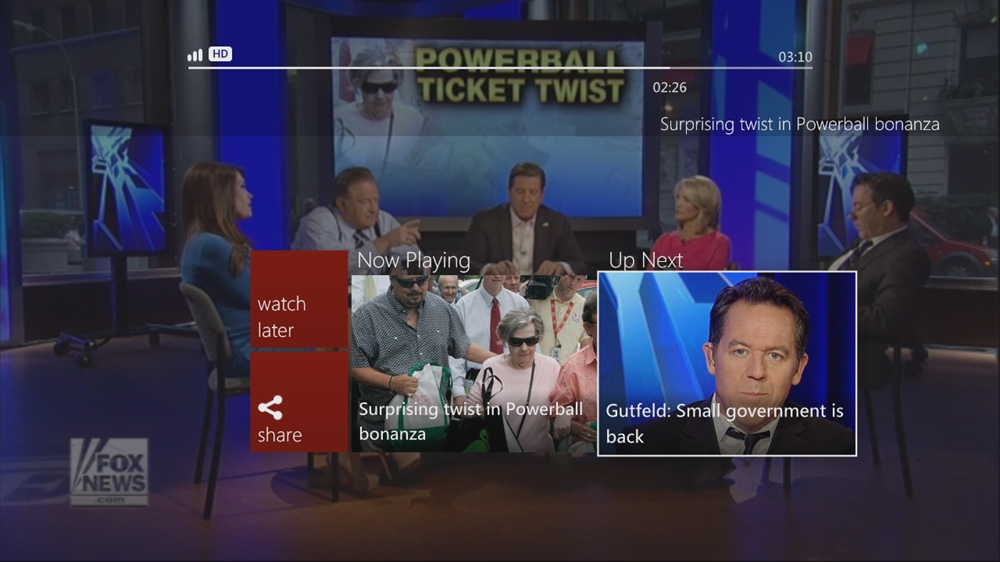 HD
03:10
POWERBALL
TICKET TWIST
02:26
Surprising twist in Powerball bonanza
Now Playing
Up Next
watch
later
share
Surprising twist in Powerball
bonanza
Gutfeld: Small government is
back
FOX
NEWS
.com